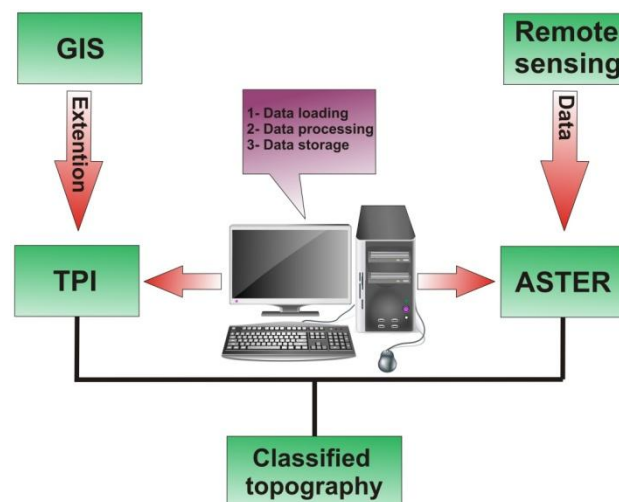 GIS
Remote
sensing
Extention
Data
1- Data loading
2- Data processing
3- Data storage
TPI
ASTER
Classified
topography